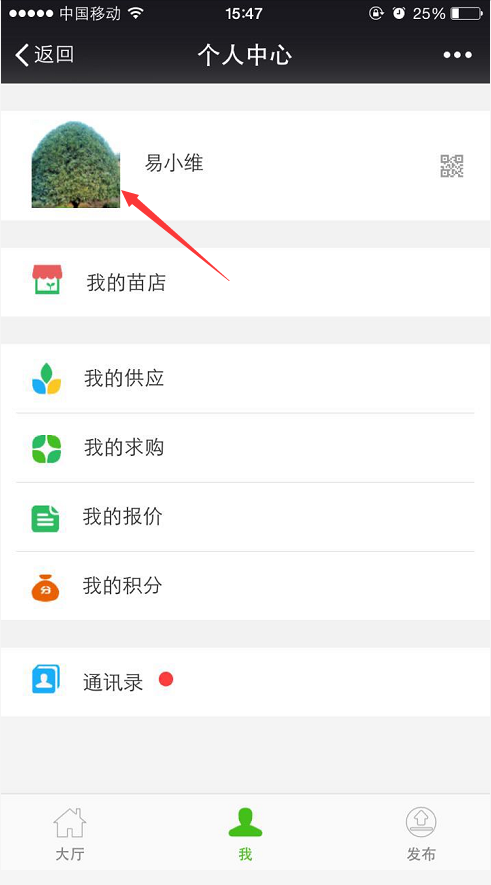 中国移动 15:47 25%
返回 个人中心
易小维
我的苗店
我的供应
我的求购
我的报价
我的积分
通讯录
大厅 我 发布